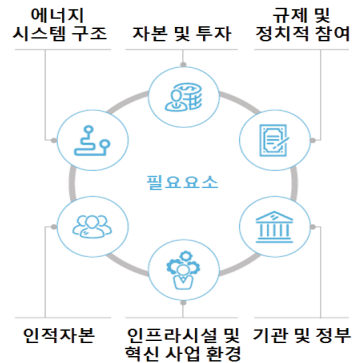 에너지
시스템 구조
자본 및 투자
규제 및
정치적 참여
필요요소
인적자본
인프라시설 및
혁신 사업 환경
기관 및 정부